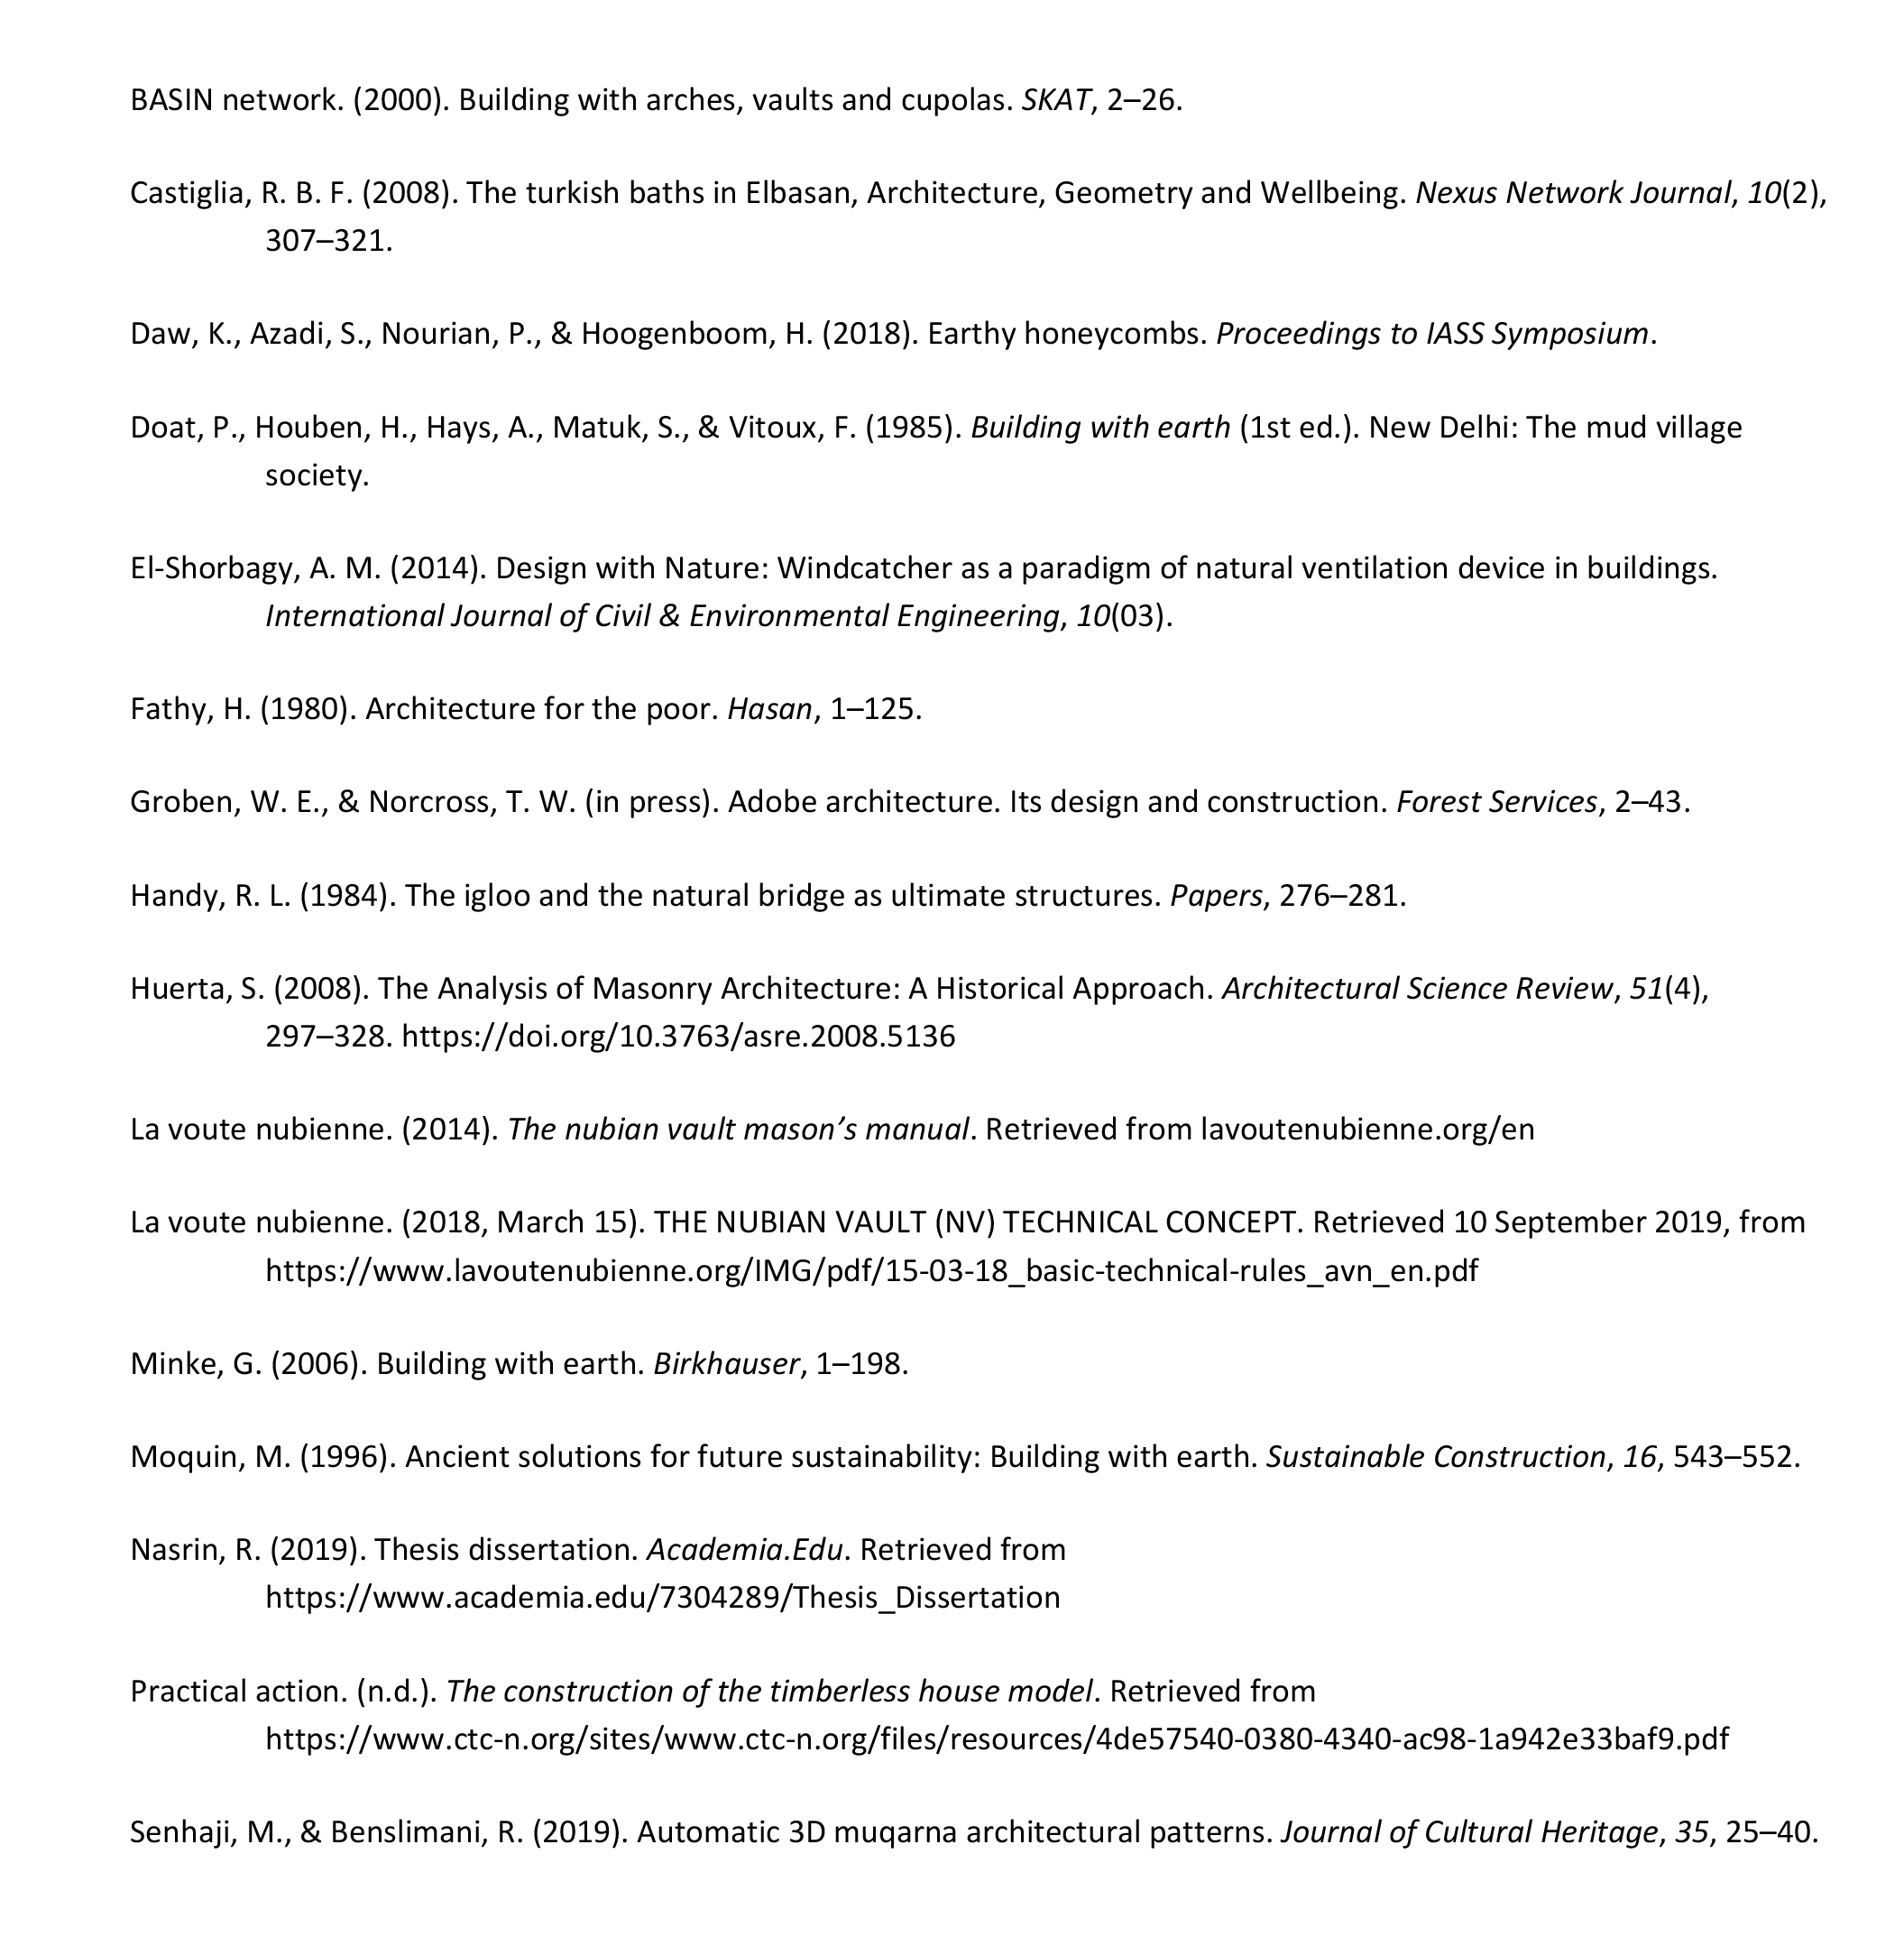 BASIN network. (2000). Building with arches, vaults and cupolas. SKAT, 2–26.
Castiglia, R. B. F. (2008). The turkish baths in Elbasan, Architecture, Geometry and Wellbeing. Nexus Network Journal, 10(2),
307–321.
Daw, K., Azadi, S., Nourian, P., & Hoogenboom, H. (2018). Earthy honeycombs. Proceedings to IASS Symposium.
Doat, P., Houben, H., Hays, A., Matuk, S., & Vitoux, F. (1985). Building with earth (1st ed.). New Delhi: The mud village
society.
El-Shorbagy, A. M. (2014). Design with Nature: Windcatcher as a paradigm of natural ventilation device in buildings.
International Journal of Civil & Environmental Engineering, 10(03).
Fathy, H. (1980). Architecture for the poor. Hasan, 1–125.
Groben, W. E., & Norcross, T. W. (in press). Adobe architecture. Its design and construction. Forest Services, 2–43.
Handy, R. L. (1984). The igloo and the natural bridge as ultimate structures. Papers, 276–281.
Huerta, S. (2008). The Analysis of Masonry Architecture: A Historical Approach. Architectural Science Review, 51(4),
297–328. https://doi.org/10.3763/asre.2008.5136
La voute nubienne. (2014). The nubian vault mason’s manual. Retrieved from lavoutenubienne.org/en
La voute nubienne. (2018, March 15). THE NUBIAN VAULT (NV) TECHNICAL CONCEPT. Retrieved 10 September 2019, from
https://www.lavoutenubienne.org/IMG/pdf/15-03-18_basic-technical-rules_avn_en.pdf
Minke, G. (2006). Building with earth. Birkhauser, 1–198.
Moquin, M. (1996). Ancient solutions for future sustainability: Building with earth. Sustainable Construction, 16, 543–552.
Nasrin, R. (2019). Thesis dissertation. Academia.Edu. Retrieved from
https://www.academia.edu/7304289/Thesis_Dissertation
Practical action. (n.d.). The construction of the timberless house model. Retrieved from
https://www.ctc-n.org/sites/www.ctc-n.org/files/resources/4de57540-0380-4340-ac98-1a942e33baf9.pdf
Senhaji, M., & Benslimani, R. (2019). Automatic 3D muqarna architectural patterns. Journal of Cultural Heritage, 35, 25–40.